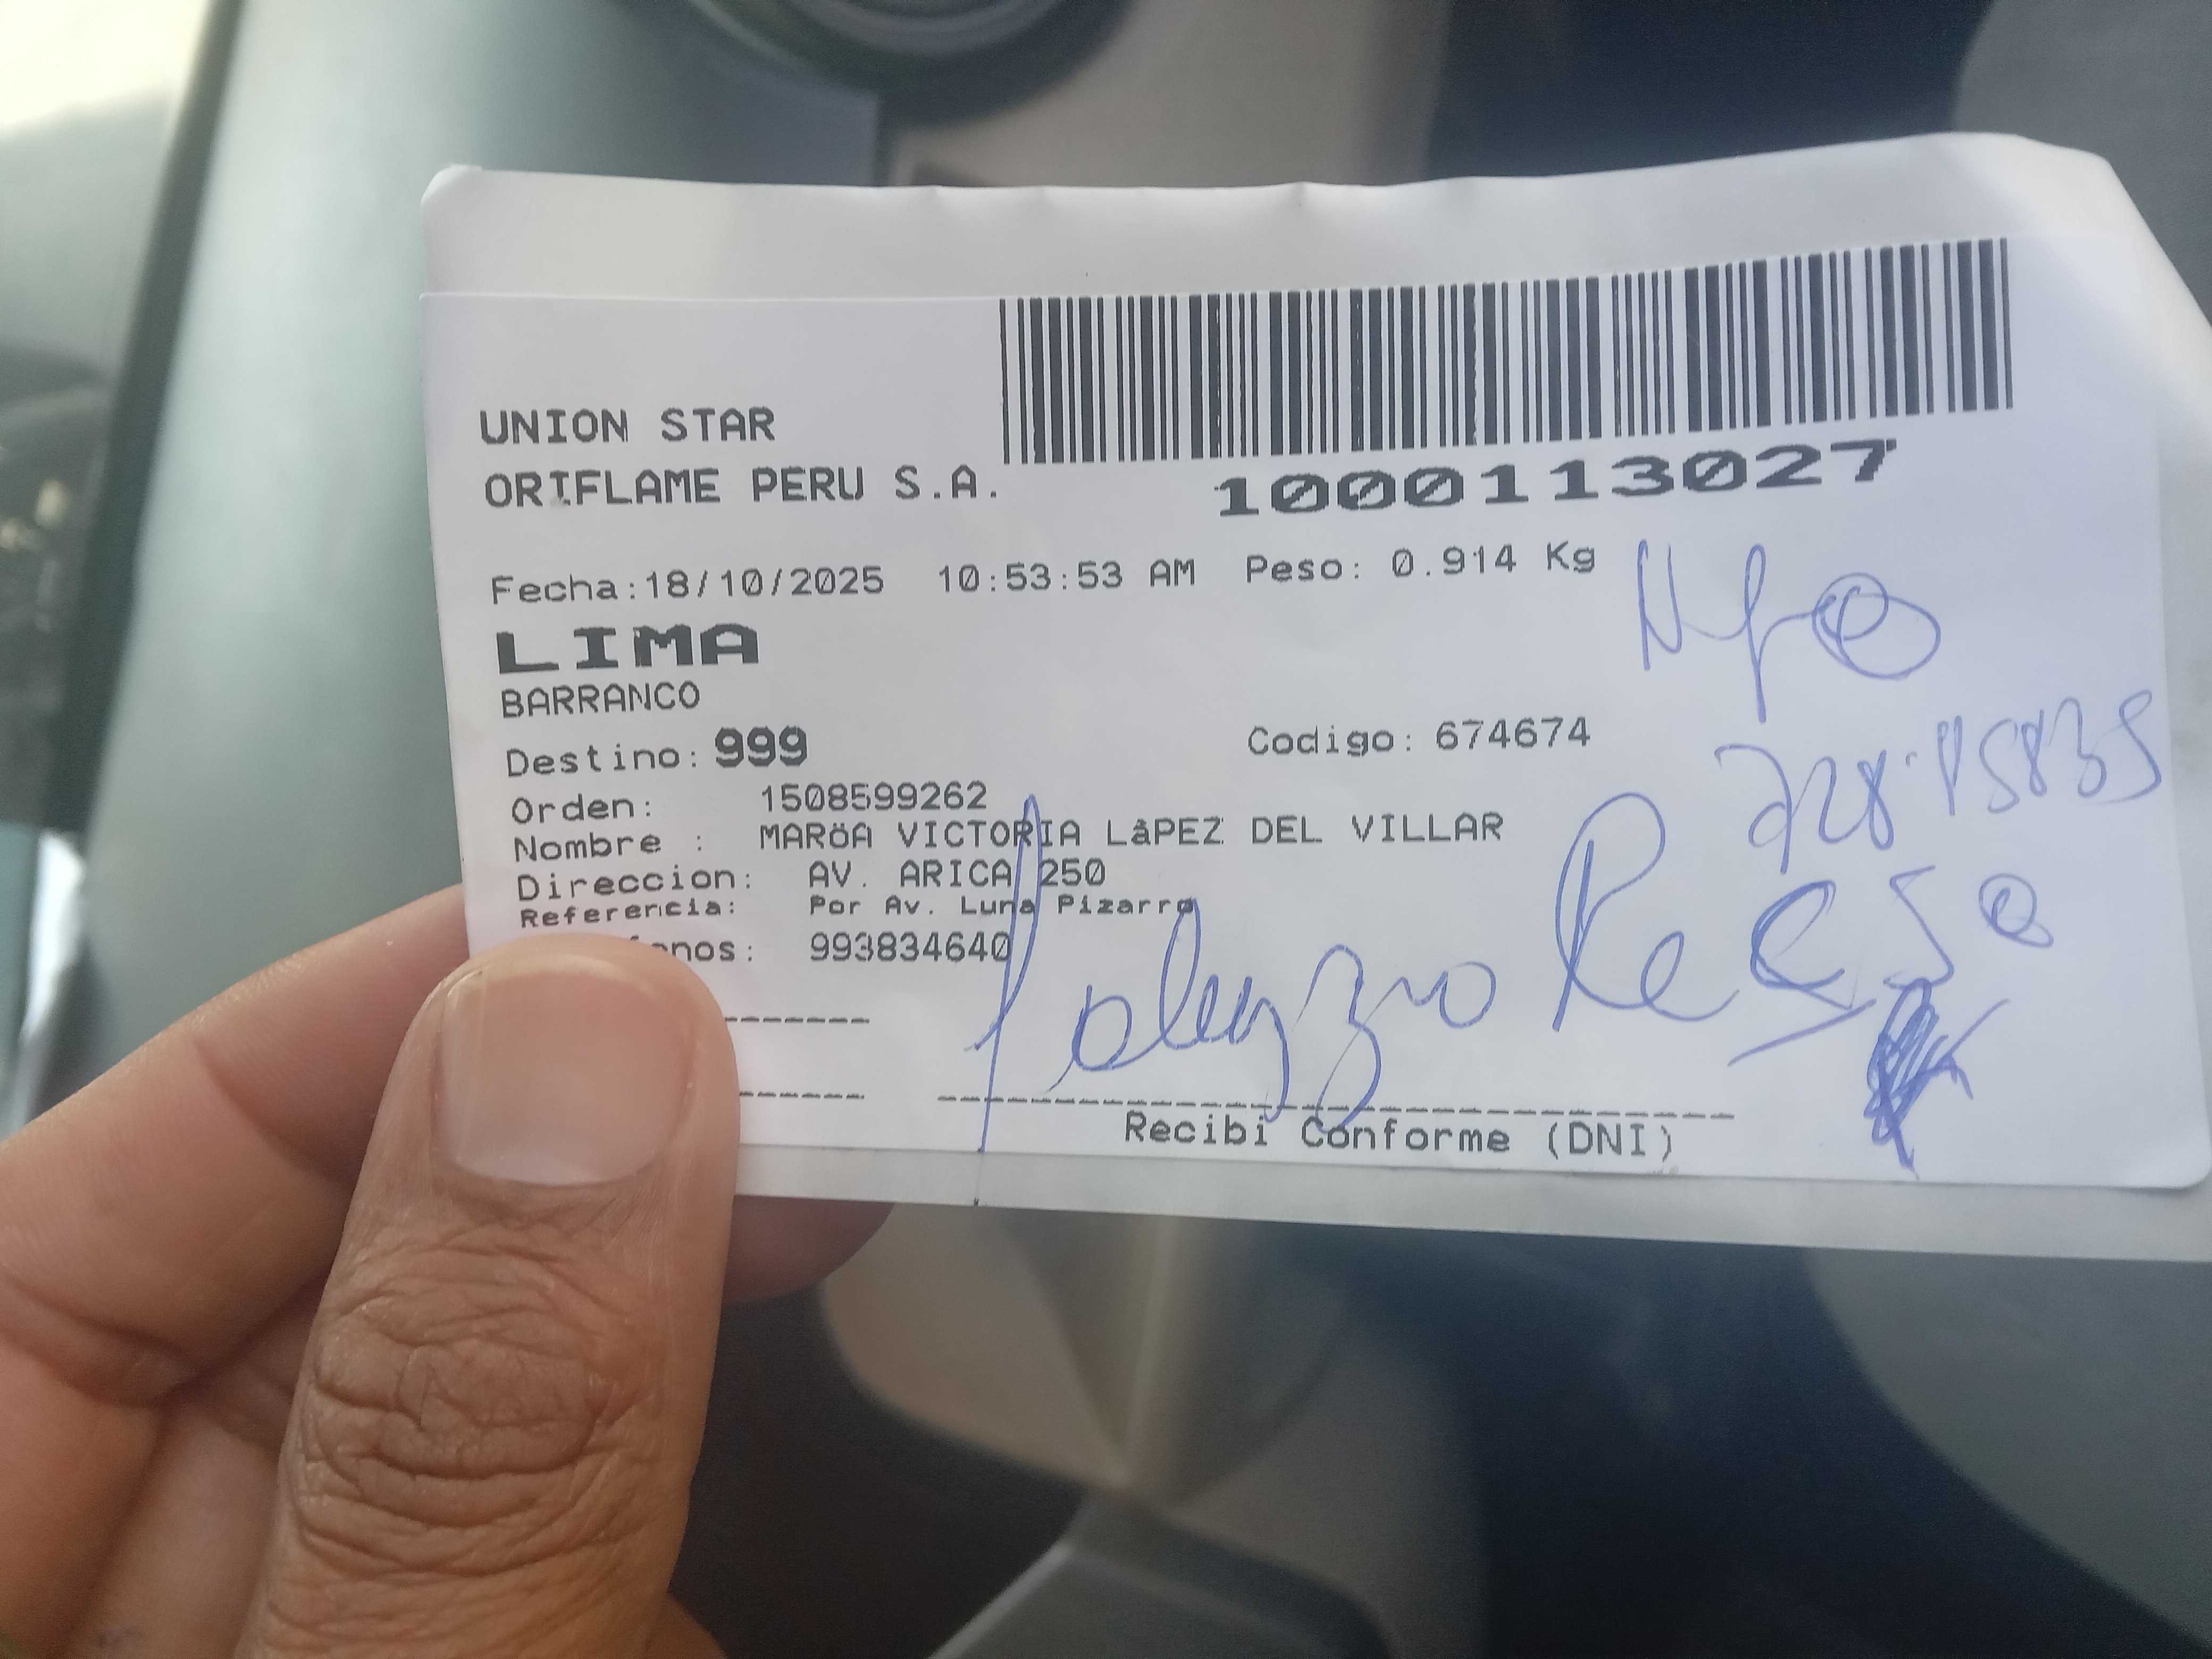 UNION STAR
ORIFLAME PERU S.A.
1000113027
Fecha:18/10/2025 10:53:53 AM Peso: 0.914 Kg
LIMA
BARRANCO
Destino: 999 Codigo: 674674
Orden: 1508599262
Nombre : MARöA VICTORIA LàPEZ DEL VILLAR
Direccion: AV. ARICA 250
Referencia: Por Av. Luna Pizarro
fonos: 993834640
Recibi Conforme (DNI)